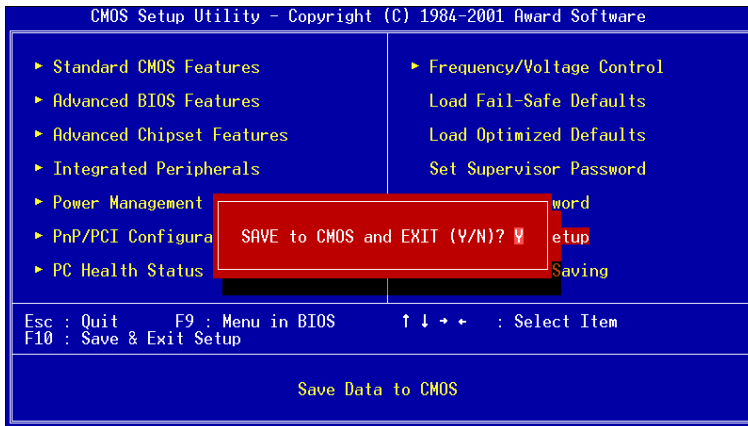 CMOS Setup Utility - Copyright (C) 1984-2001 Award Software
Standard CMOS Features
Advanced BIOS Features
Advanced Chipset Features
Integrated Peripherals
Power Management
PnP/PCI Configura
PC Health Status
Frequency/Voltage Control
Load Fail-Safe Defaults
Load Optimized Defaults
Set Supervisor Password
word
etup
Saving
SAVE to CMOS and EXIT (Y/N)? Y
Esc : Quit F9 : Menu in BIOS ↑ ↓ → ← : Select Item
F10 : Save & Exit Setup
Save Data to CMOS